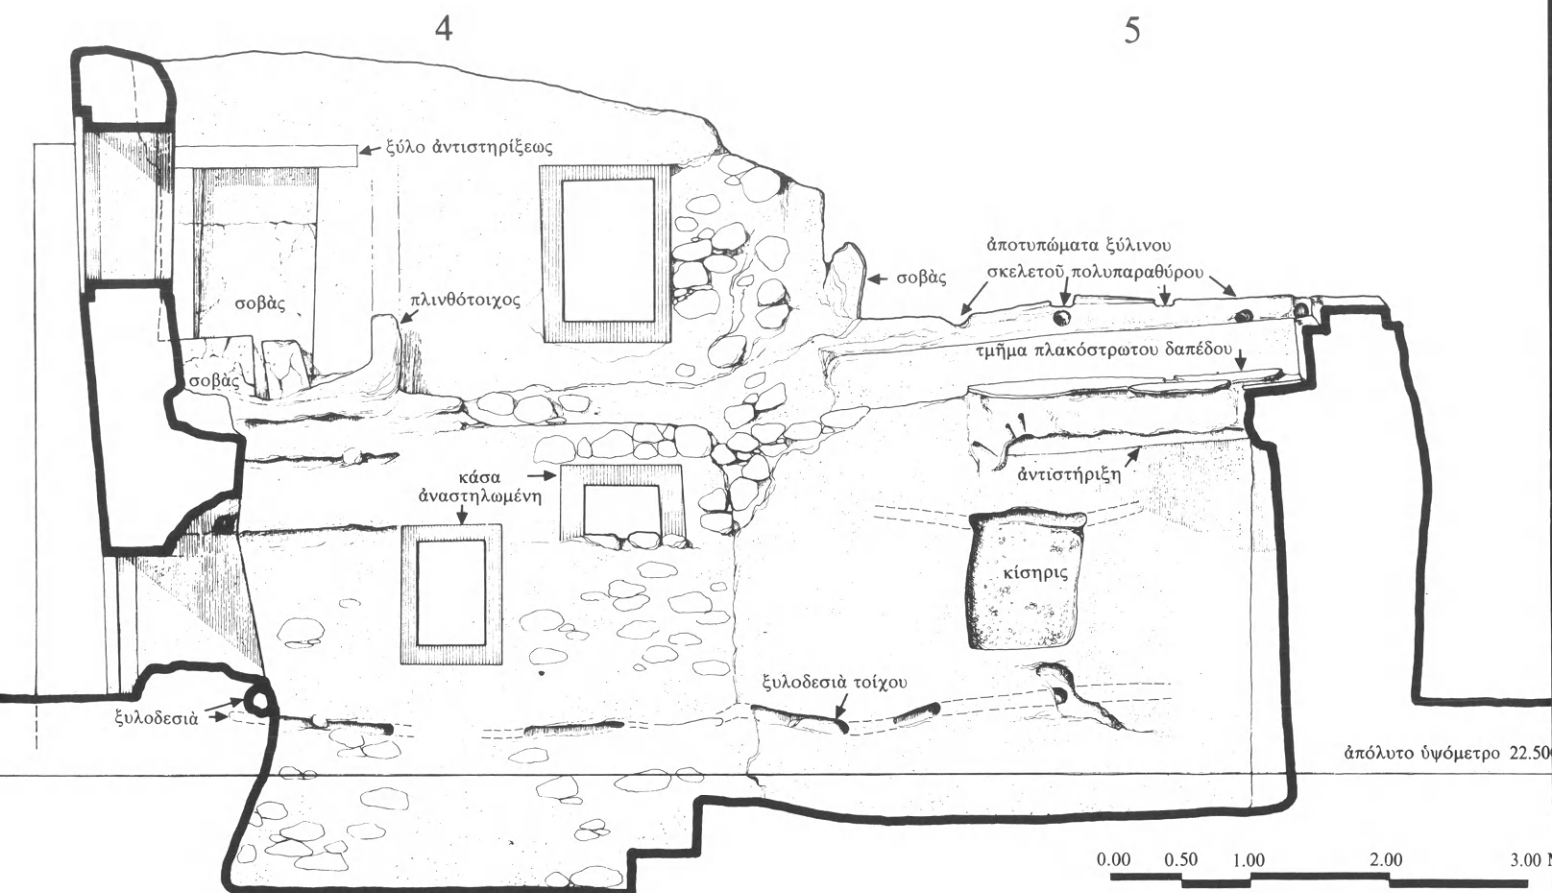 4
5
ξύλο ἀντιστηρίξεως
ἀποτυπώματα ξύλινου
σκελετοῦ πολυπαραθύρου
σοβὰς
σοβὰς
πλινθότοιχος
τμῆμα πλακόστρωτου δαπέδου
σοβὰς
κάσα
ἀναστηλωμένη
ἀντιστήριξη
κίσηρις
ξυλοδεσιὰ τοίχου
ξυλοδεσιὰ
ἀπόλυτο ὑψόμετρο 22.50
0.00 0.50 1.00 2.00 3.00